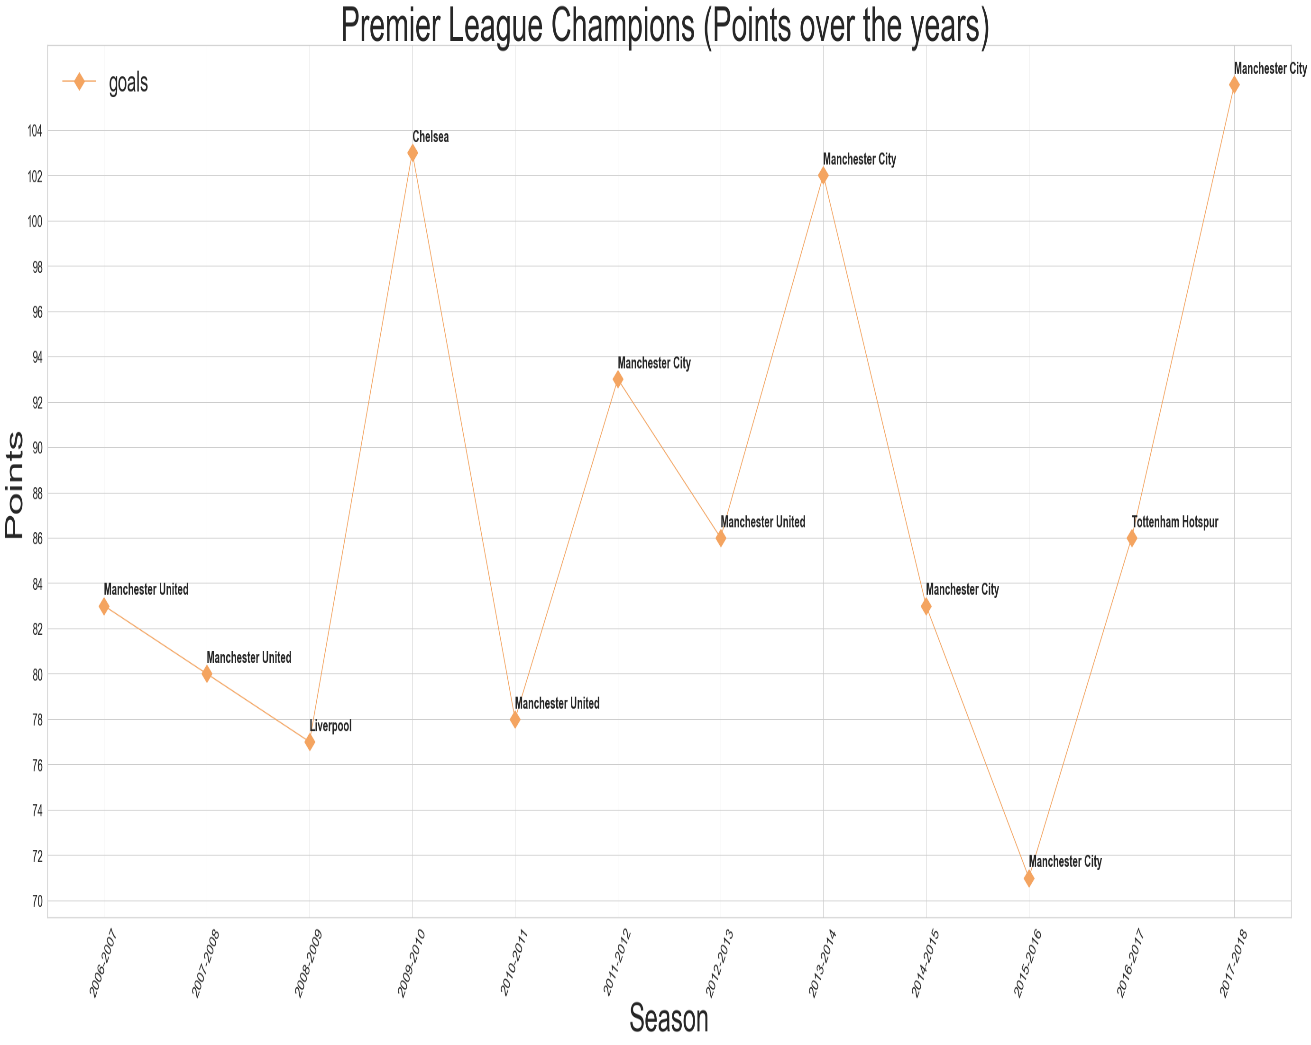 Premier League Champions (Points over the years)
goals
Manchester City
104
Chelsea
102
Manchester City
100
98
96
94
Manchester City
92
90
Points
88
86
Manchester United
Tottenham Hotspur
84
Manchester United
Manchester City
82
80
Manchester United
78
Manchester United
Liverpool
76
74
72
Manchester City
70
2006-2007
2007-2008
2008-2009
2009-2010
2010-2011
2011-2012
2012-2013
2013-2014
2014-2015
2015-2016
2016-2017
2017-2018
Season